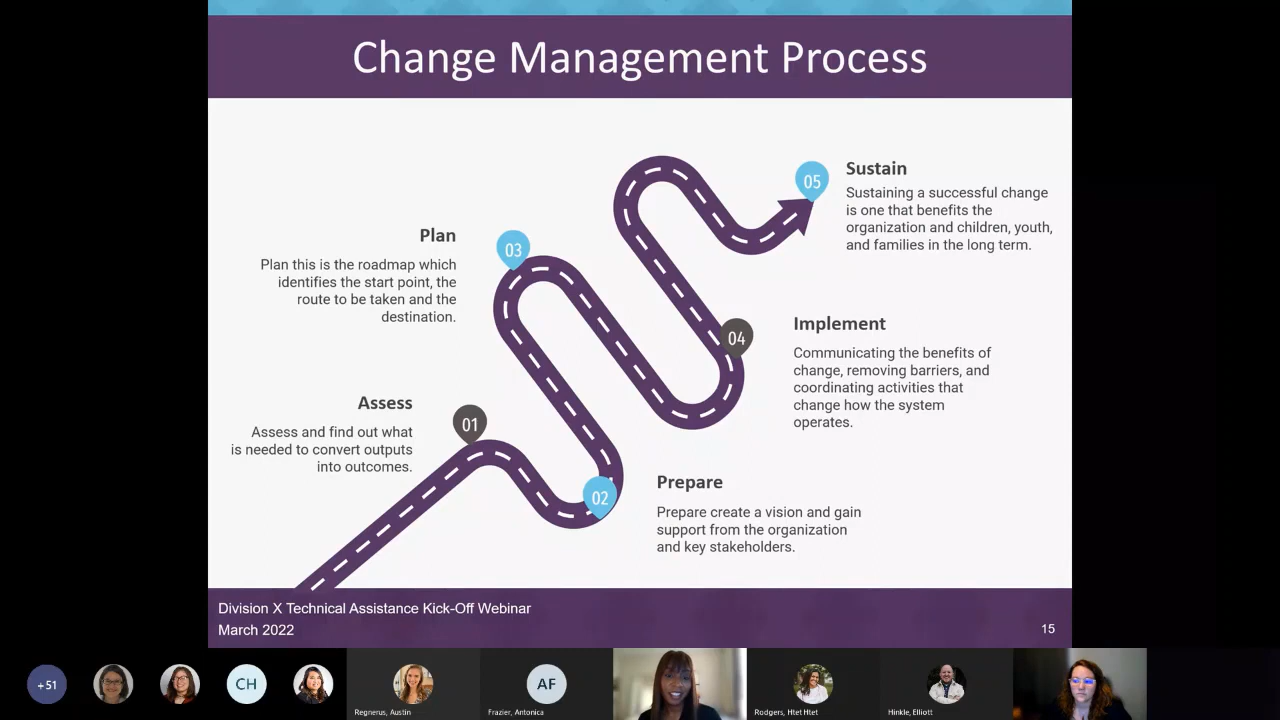 Change Management Process
05
Sustain
Sustaining a successful change
is one that benefits the
organization and children, youth,
and families in the long term.
03
Plan
Plan this is the roadmap which
identifies the start point, the
route to be taken and the
destination.
04
Implement
Communicating the benefits of
change, removing barriers, and
coordinating activities that
change how the system
operates.
01
Assess
Assess and find out what
is needed to convert outputs
into outcomes.
02
Prepare
Prepare create a vision and gain
support from the organization
and key stakeholders.
Division X Technical Assistance Kick-Off Webinar
March 2022
15
+51
CH
Regnerus, Austin
AF
Frazier, Antonica
Rodgers, Htet Htet
Hinkle, Elliott